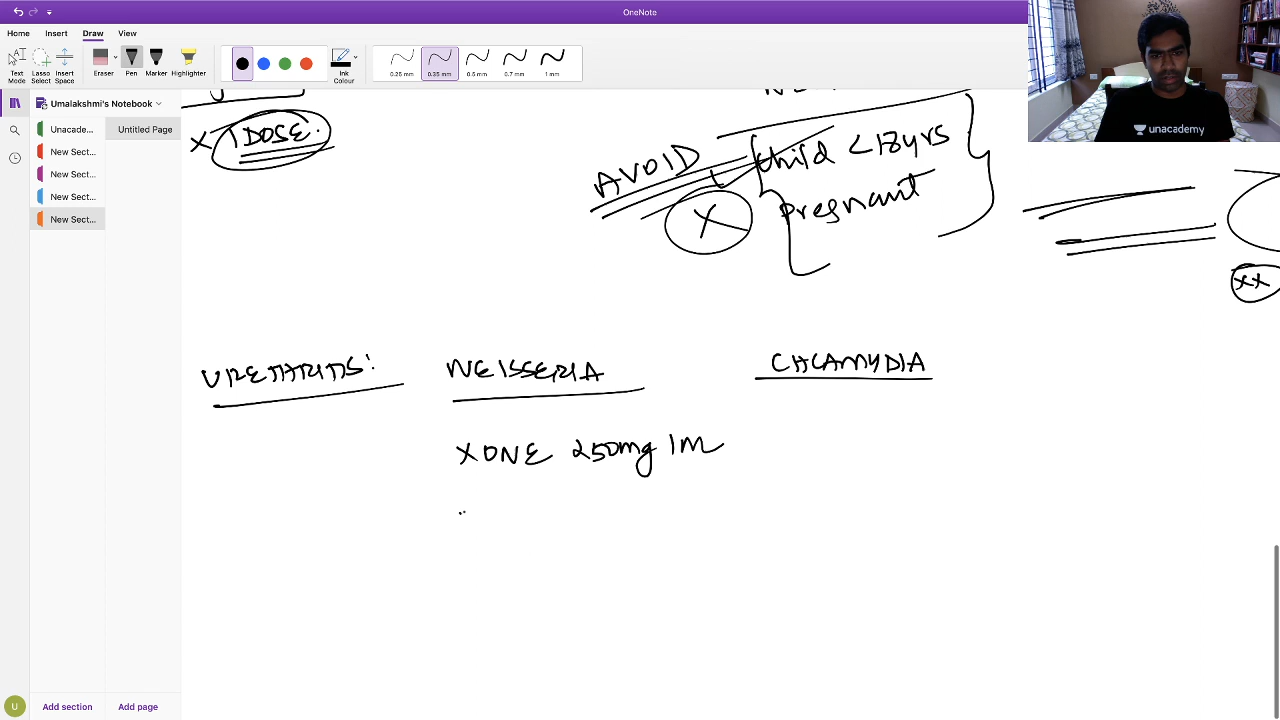 OneNote
Home Insert Draw View
Text Mode Lasso Select Insert Space Eraser Pen Marker Highlighter Ink Colour 0.25 mm 0.35 mm 0.5 mm 0.7 mm 1 mm
Umalakshmi's Notebook
Unacade... Untitled Page
New Sect...
New Sect...
New Sect...
New Sect...
unacademy
X 1 DOSE.
AVOID child <18yrs
X pregnant
XX
URETHRITIS: NEISSERIA CHLAMYDIA
XONE 250mg IM
U Add section Add page